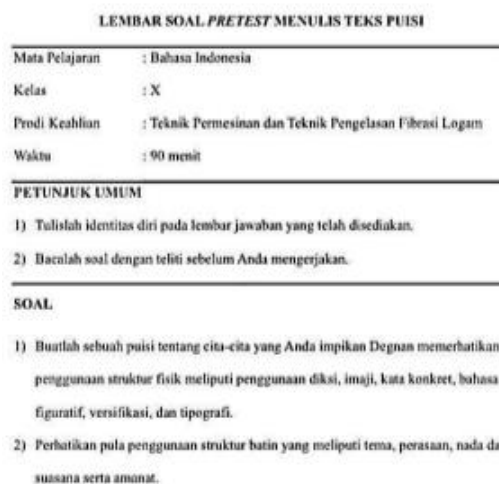 LEMBAR SOAL PRETEST MENULIS TEKS PUISI
Mata Pelajaran : Bahasa Indonesia
Kelas : X
Prodi Keahlian : Teknik Permesinan dan Teknik Pengelasan Fibrasi Logam
Waktu : 90 menit
PETUNJUK UMUM
1) Tulislah identitas diri pada lembar jawaban yang telah disediakan.
2) Bacalah soal dengan teliti sebelum Anda mengerjakan.
SOAL
1) Buatlah sebuah puisi tentang cita-cita yang Anda impikan Degnan memerhatikan
penggunaan struktur fisik meliputi penggunaan diksi, imaji, kata konkret, bahasa
figuratif, versifikasi, dan tipografi.
2) Perhatikan pula penggunaan struktur batin yang meliputi tema, perasaan, nada da
suasana serta amanat.